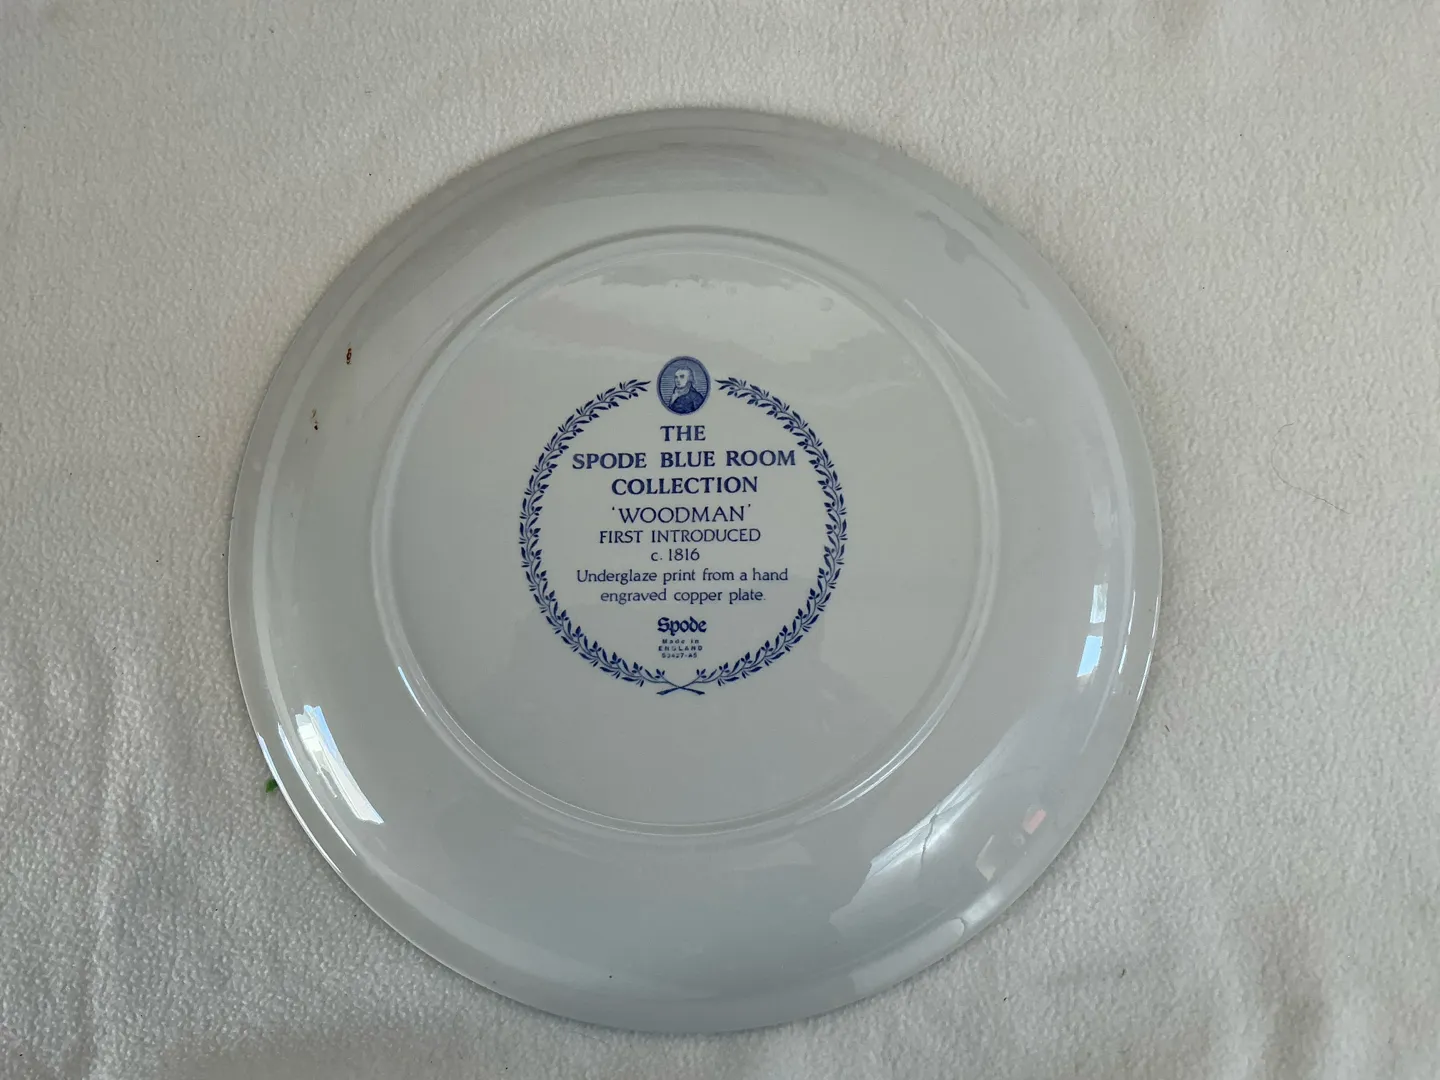 THE
SPODE BLUE ROOM
COLLECTION
'WOODMAN'
FIRST INTRODUCED
c. 1816
Underglaze print from a hand
engraved copper plate.
Spode
Made in
ENGLAND